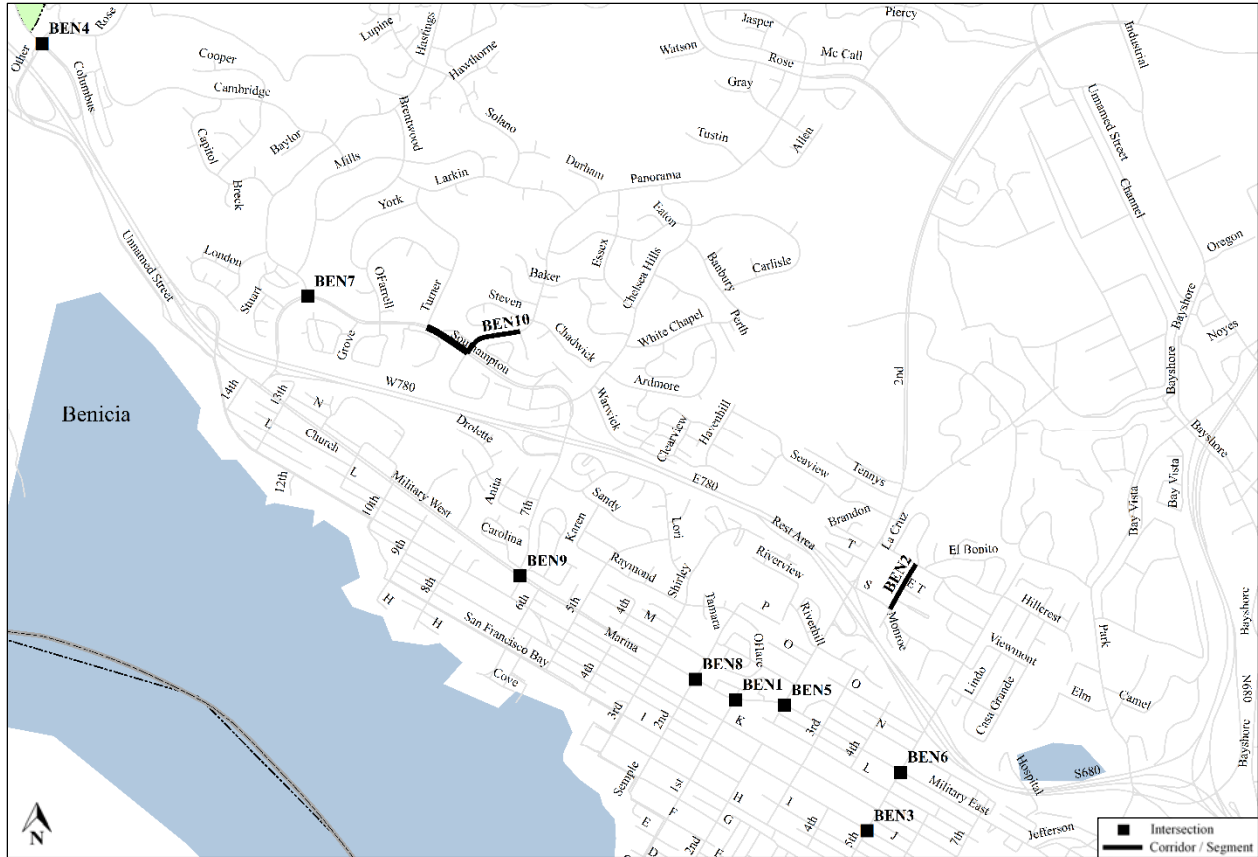 BEN4
Rose
Other
Columbus
Lupine
Hastings
Hawthorne
Cooper
Cambridge
Brentwood
Solano
Capitol
Baylor
Mills
Breck
Larkin
York
Durham
Panorama
Jasper
Piercy
Watson
Rose
Mc Call
Gray
Tustin
Allen
Industrial
Unnamed Street
Channel
Oregon
Bayshore
Noyes
Bayshore
Bayshore
Unnamed Street
London
Stuart
BEN7
OFarrell
Grove
Turner
Steven
Baker
Essex
Eaton
Chelsea Hills
Banbury
Carlisle
Perth
BEN10
Southampton
Chadwick
White Chapel
Ardmore
Warwick
Clearview
Havenhill
2nd
Benicia
14th
13th
N
W780
Drolette
L
Church
L
12th
10th
Military West
Anita
7th
Sandy
E780
Seaview
Tennys
Rest Area
Brandon
T
La Cruz
S
BEN2
E T
El Bonito
Bay Vista
Bay Vista
9th
8th
Carolina
Karen
Lori
BEN9
6th
5th
Raymond
4th
Shirley
M
Tamara
Riverview
Riverhill
P
O
O
N
Monroe
Hillcrest
Viewmont
Lindo
Casa Grande
Elm
Camel
Park
Bayshore
N680
Bayshore
H
H
San Francisco Bay
Cove
Marina
4th
3rd
I
2nd
BEN8
BEN1
K
OHare
BEN5
3rd
4th
N
L
BEN6
Military East
Hospital
S680
Semple
1st
E
F
D
2nd
G
E
H
I
4th
5th
BEN3
J
7th
Jefferson
N
Intersection
Corridor / Segment